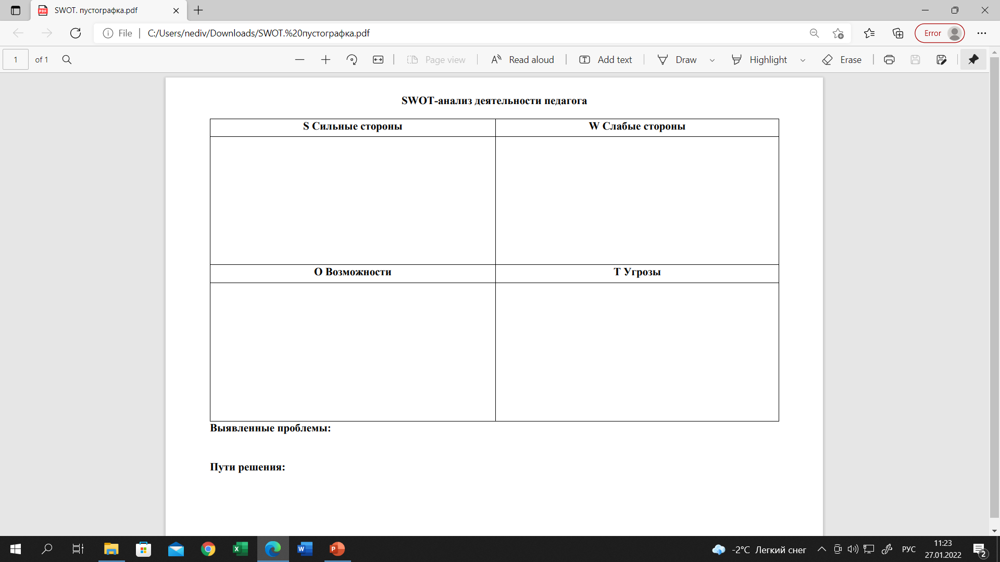 SWOT. пустографка.pdf
File
C:/Users/nediv/Downloads/SWOT.%20пустографка.pdf
Error
1
of 1
Page view
Read aloud
Add text
Draw
Highlight
Erase
SWOT-анализ деятельности педагога
S Сильные стороны
W Слабые стороны
O Возможности
T Угрозы
Выявленные проблемы:
Пути решения:
-2°C Легкий снег
РУС
11:23
27.01.2022
2